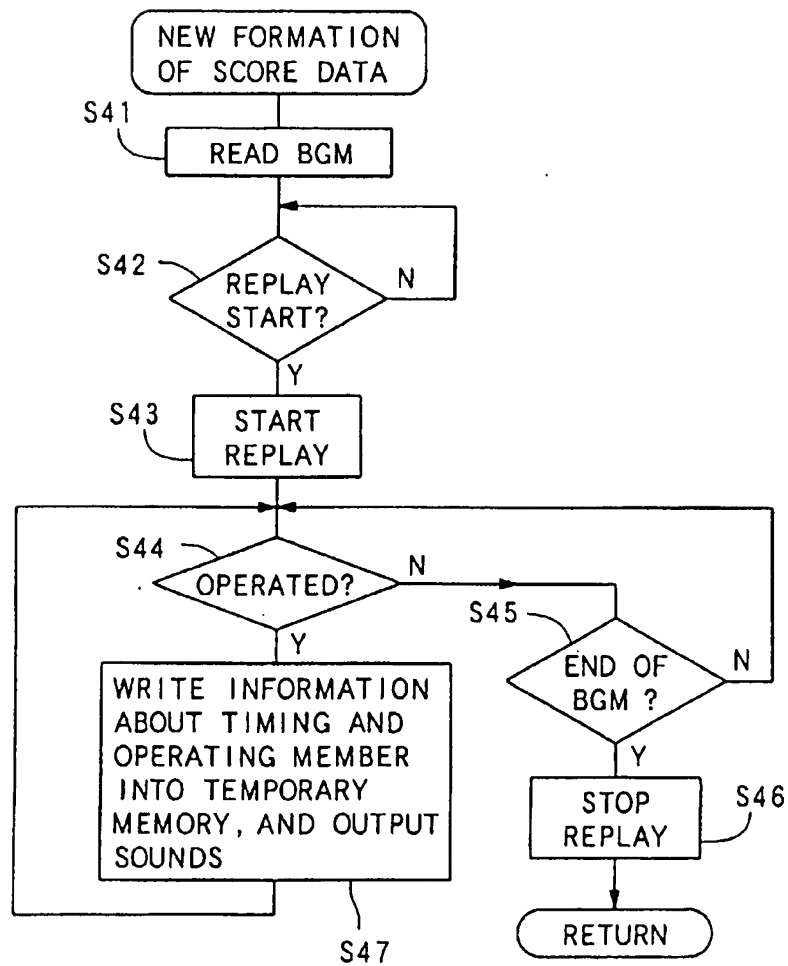 NEW FORMATION
OF SCORE DATA
S41
READ BGM
S42
REPLAY
START?
N
Y
S43
START
REPLAY
S44
OPERATED?
N
Y
S45
END OF
BGM ?
N
Y
WRITE INFORMATION
ABOUT TIMING AND
OPERATING MEMBER
INTO TEMPORARY
MEMORY, AND OUTPUT
SOUNDS
S47
STOP
REPLAY
S46
RETURN